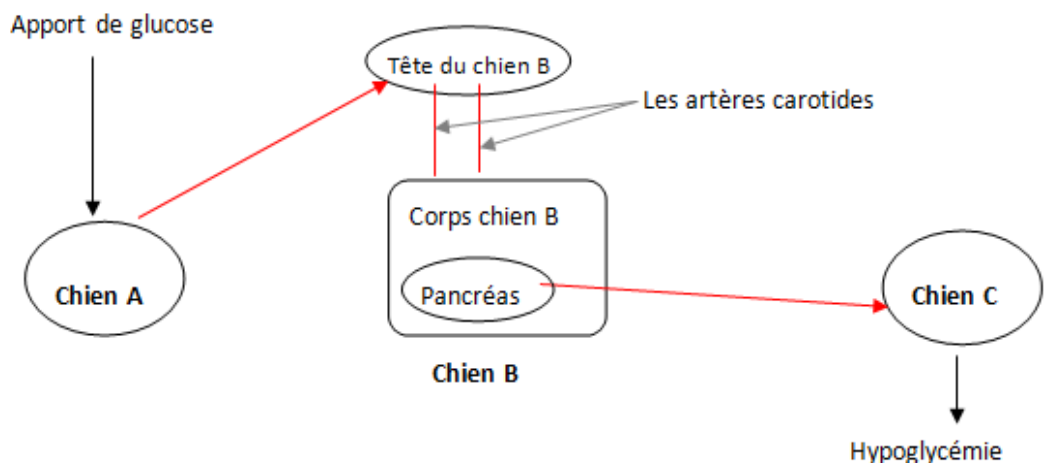 Apport de glucose
Tête du chien B
Les artères carotides
Corps chien B
Chien A
Pancréas
Chien C
Chien B
Hypoglycémie